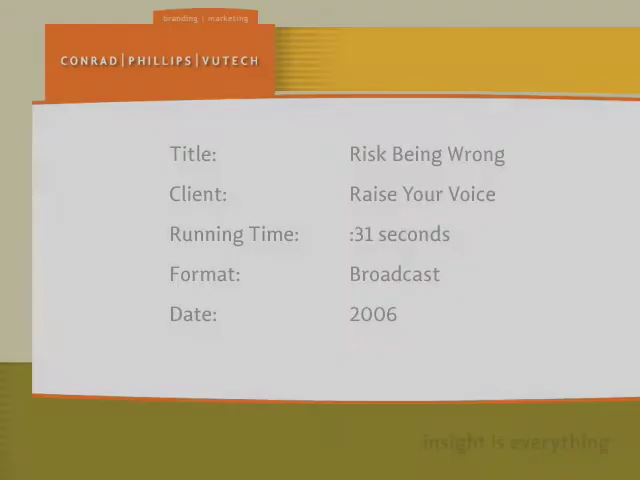 branding | marketing
CONRAD|PHILLIPS|VUTECH
Title: Risk Being Wrong
Client: Raise Your Voice
Running Time: :31 seconds
Format: Broadcast
Date: 2006
insight is everything